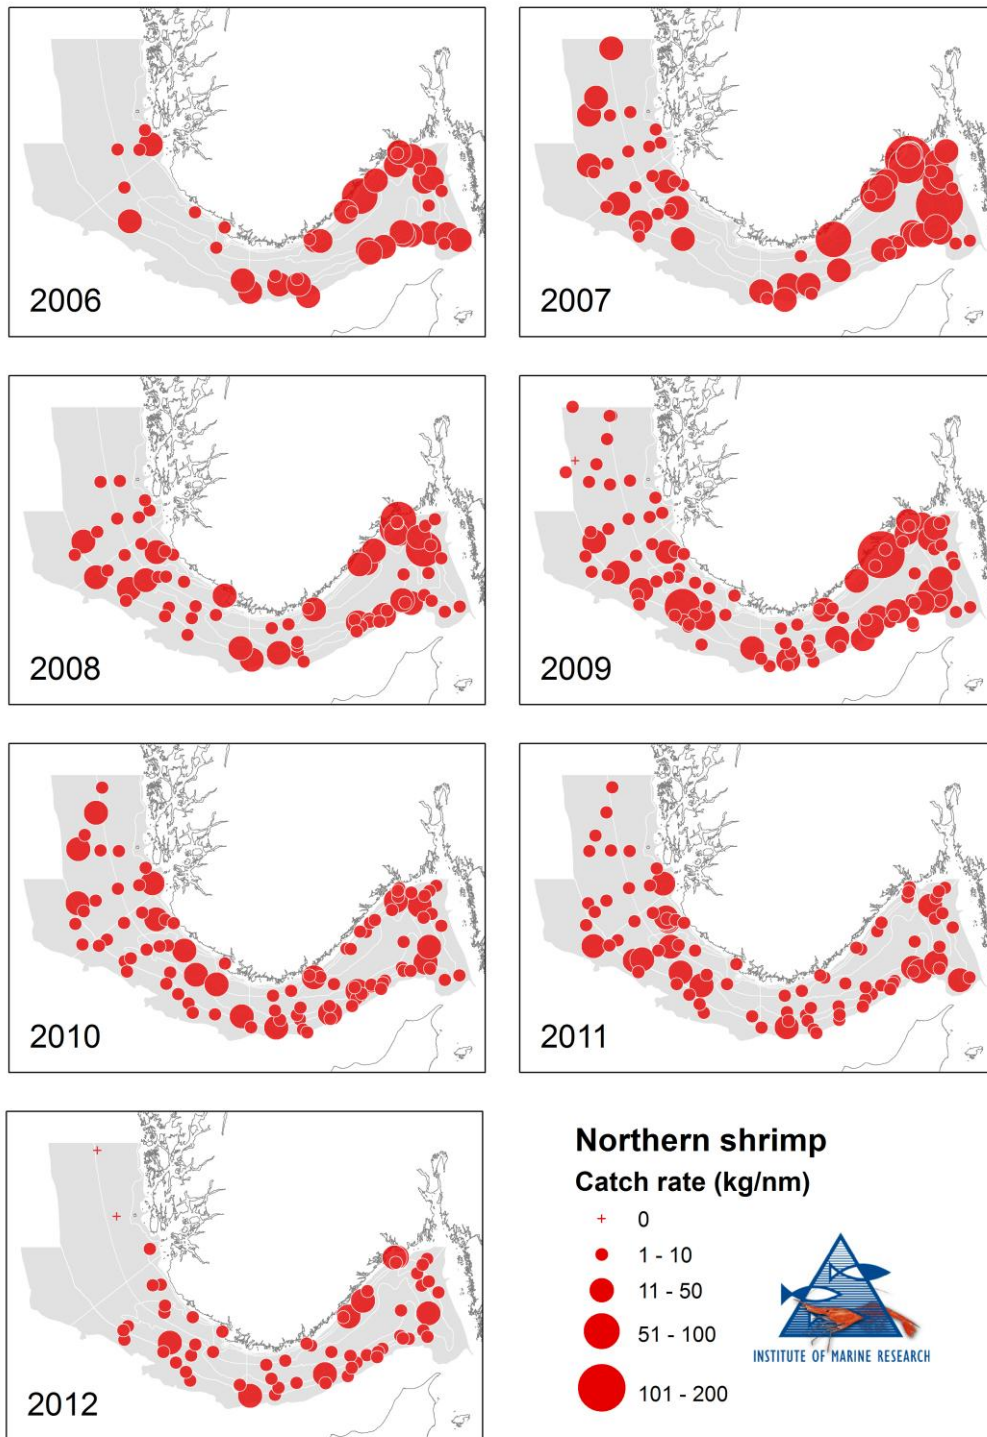 2006
2007
2008
2009
2010
2011
2012
Northern shrimp
Catch rate (kg/nm)
0
1 - 10
11 - 50
51 - 100
101 - 200
INSTITUTE OF MARINE RESEARCH